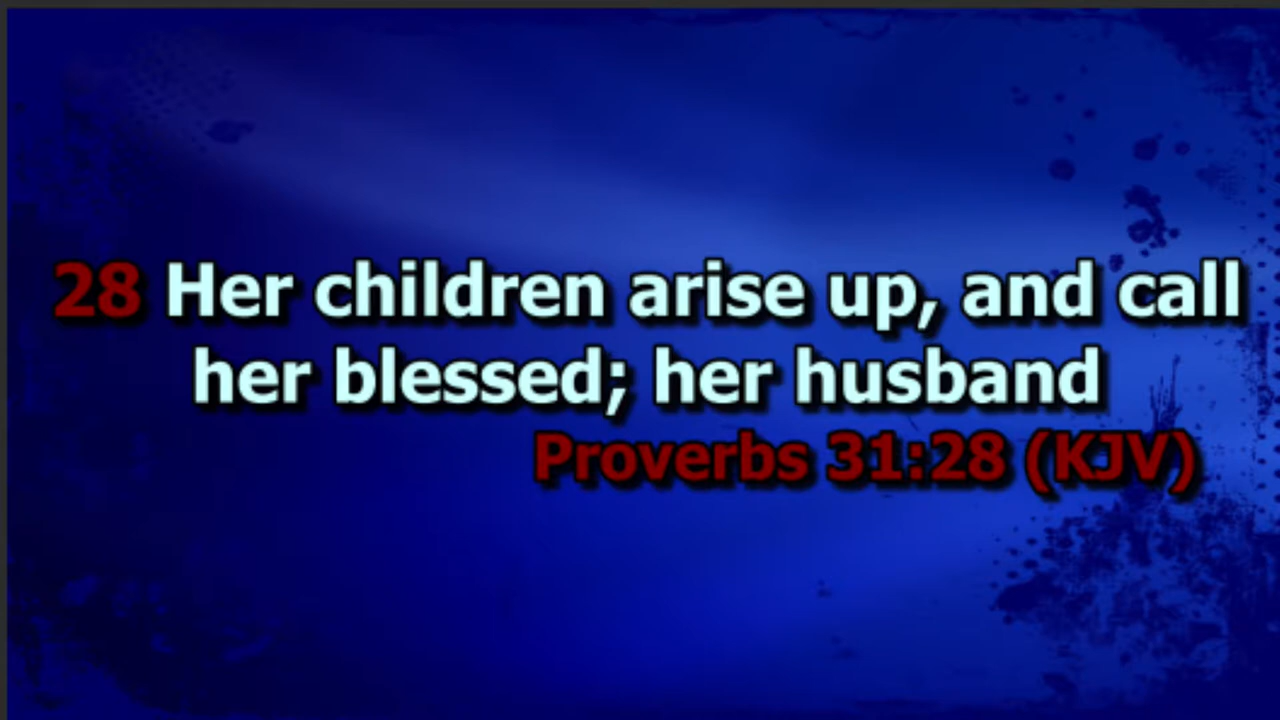 28 Her children arise up, and call
her blessed; her husband
Proverbs 31:28 (KJV)